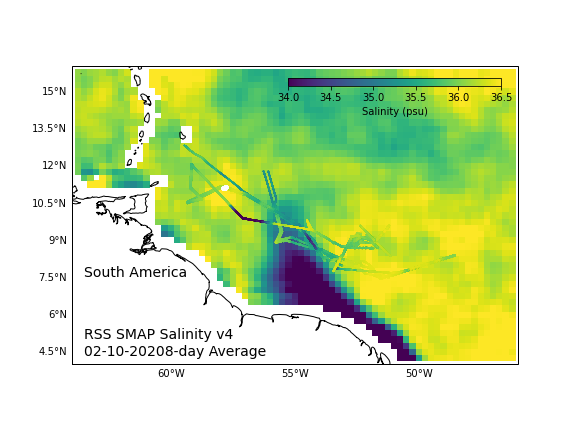 15°N
13.5°N
12°N
10.5°N
9°N
7.5°N
6°N
4.5°N
34.0 34.5 35.0 35.5 36.0 36.5
Salinity (psu)
South America
RSS SMAP Salinity v4
02-10-20208-day Average
60°W 55°W 50°W